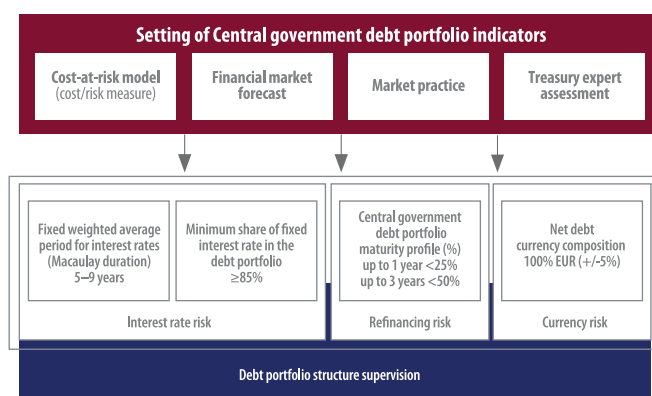 Setting of Central government debt portfolio indicators
Cost-at-risk model
(cost/risk measure)
Financial market
forecast
Market practice
Treasury expert
assessment
Fixed weighted average
period for interest rates
(Macaulay duration)
5–9 years
Minimum share of fixed
interest rate in the
debt portfolio
≥85%
Interest rate risk
Central government
debt portfolio
maturity profile (%)
up to 1 year <25%
up to 3 years <50%
Refinancing risk
Net debt
currency composition
100% EUR (+/-5%)
Currency risk
Debt portfolio structure supervision